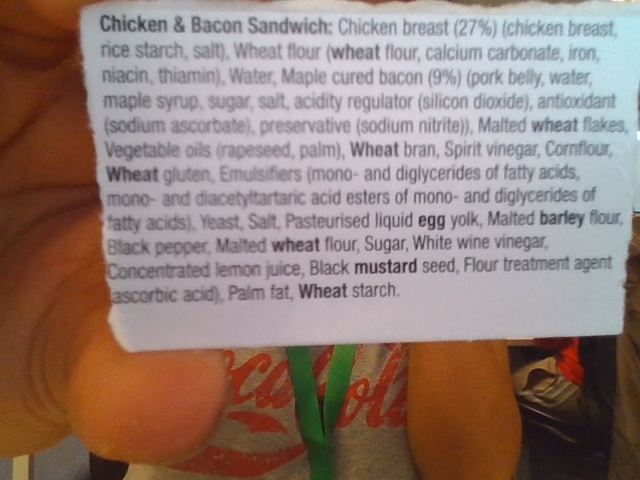 Chicken & Bacon Sandwich: Chicken breast (27%) (chicken breast,
rice starch, salt), Wheat flour (wheat flour, calcium carbonate, iron,
niacin, thiamin), Water, Maple cured bacon (9%) (pork belly, water,
maple syrup, sugar, salt, acidity regulator (silicon dioxide), antioxidant
(sodium ascorbate), preservative (sodium nitrite)), Malted wheat flakes,
Vegetable oils (rapeseed, palm), Wheat bran, Spirit vinegar, Cornflour,
Wheat gluten, Emulsifiers (mono- and diglycerides of fatty acids,
mono- and diacetyltartaric acid esters of mono- and diglycerides of
fatty acids), Yeast, Salt, Pasteurised liquid egg yolk, Malted barley flour,
Black pepper, Malted wheat flour, Sugar, White wine vinegar,
Concentrated lemon juice, Black mustard seed, Flour treatment agent
(ascorbic acid), Palm fat, Wheat starch.